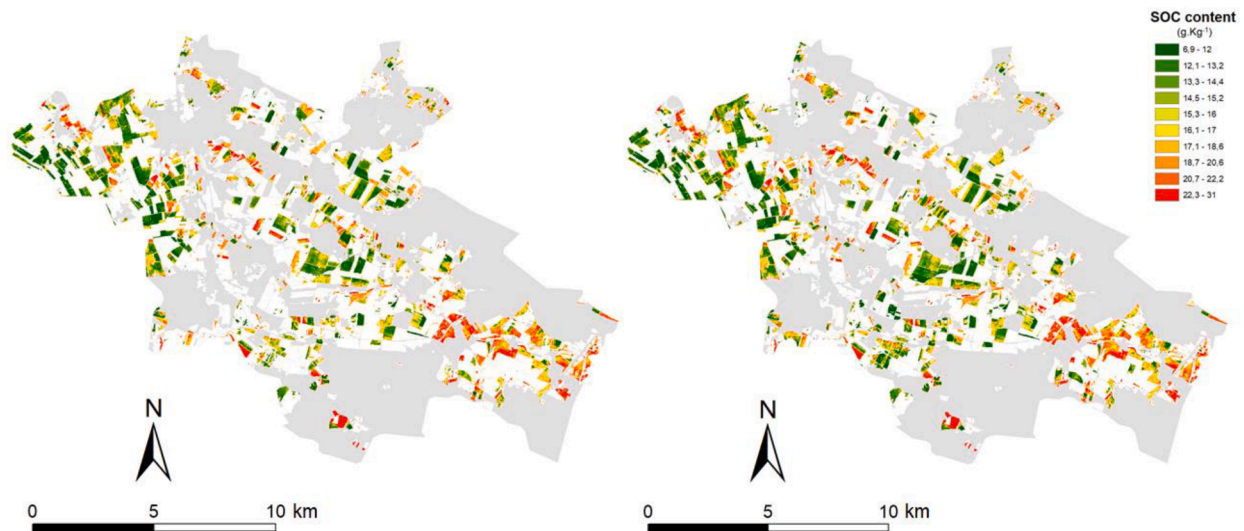 SOC content
(g.Kg-1)
6,9 - 12
12,1 - 13,2
13,3 - 14,4
14,5 - 15,2
15,3 - 16
16,1 - 17
17,1 - 18,6
18,7 - 20,6
20,7 - 22,2
22,3 - 31
N
N
0 5 10 km
0 5 10 km